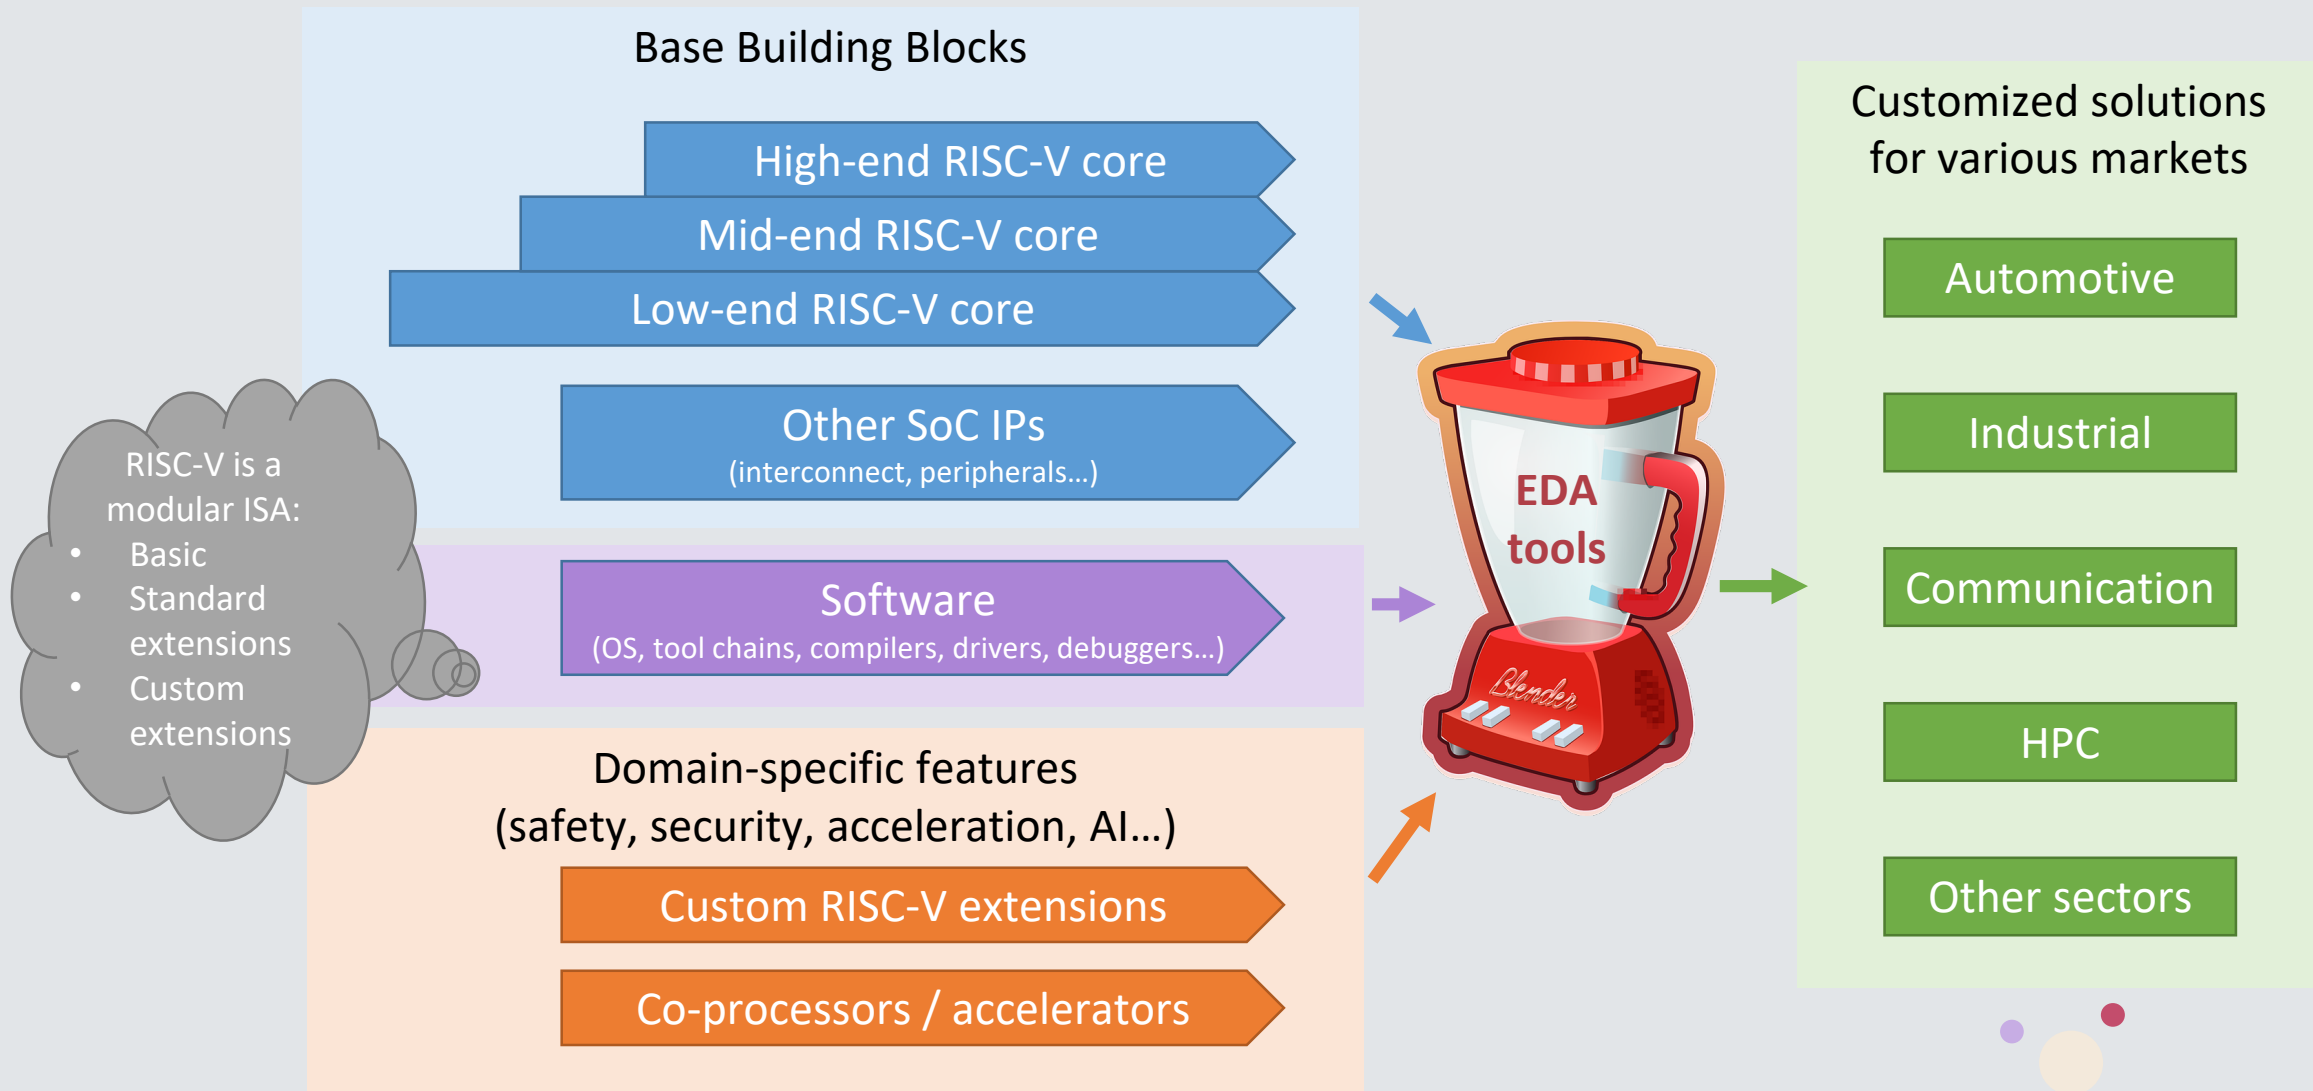 Base Building Blocks
High-end RISC-V core
Mid-end RISC-V core
Low-end RISC-V core
Other SoC IPs
(interconnect, peripherals…)
RISC-V is a
modular ISA:
• Basic
• Standard
extensions
• Custom
extensions
Software
(OS, tool chains, compilers, drivers, debuggers…)
Domain-specific features
(safety, security, acceleration, AI…)
Custom RISC-V extensions
Co-processors / accelerators
EDA
tools
Blender
Customized solutions
for various markets
Automotive
Industrial
Communication
HPC
Other sectors